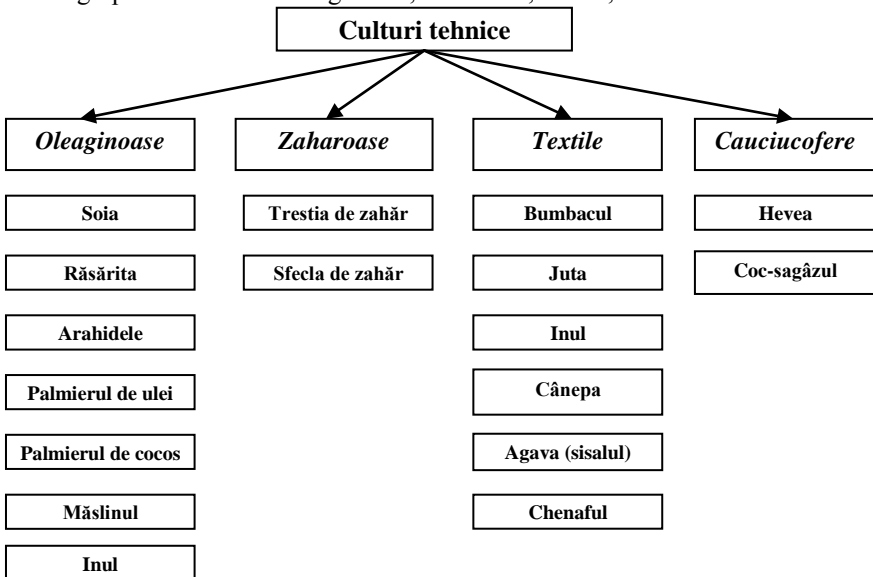 Culturi tehnice
Oleaginoase Zaharoase Textile Cauciucofere
Soia Trestia de zahăr Bumbacul Hevea
Răsărita Sfecla de zahăr Juta Coc-sagâzul
Arahidele Inul
Palmierul de ulei Cânepa
Palmierul de cocos Agava (sisalul)
Măslinul Chenaful
Inul